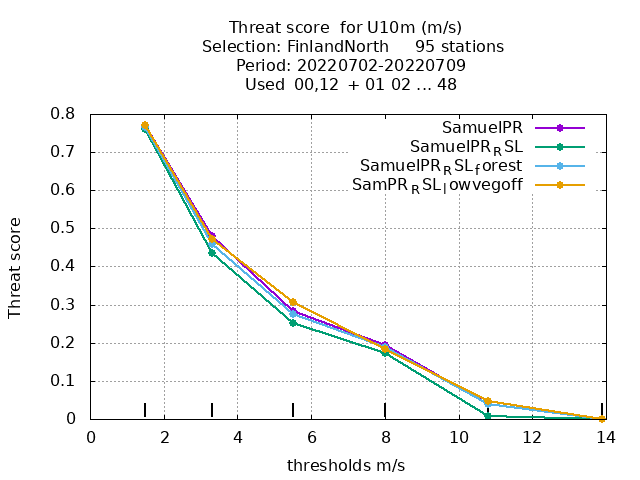 Threat score for U10m (m/s)
Selection: FinlandNorth 95 stations
Period: 20220702-20220709
Used 00,12 + 01 02 ... 48
SamuelPR
SamuelPR_RSL
SamuelPR_RSL_forest
SamPR_RSL_lowvegoff
Threat score
0.8
0.7
0.6
0.5
0.4
0.3
0.2
0.1
0
0 2 4 6 8 10 12 14
thresholds m/s